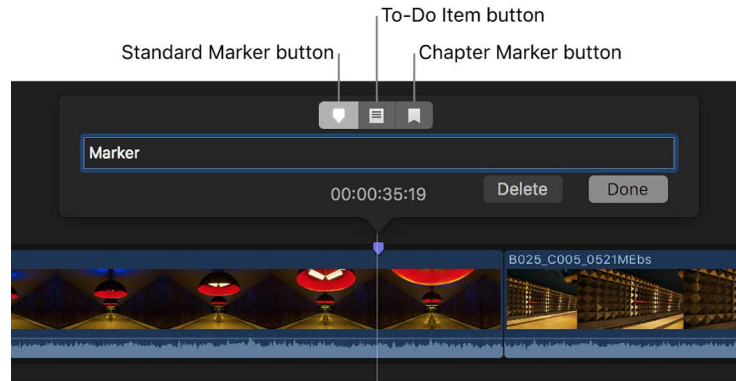 To-Do Item button
Standard Marker button
Chapter Marker button
Marker
00:00:35:19
Delete
Done
B025_C005_0521MEbs